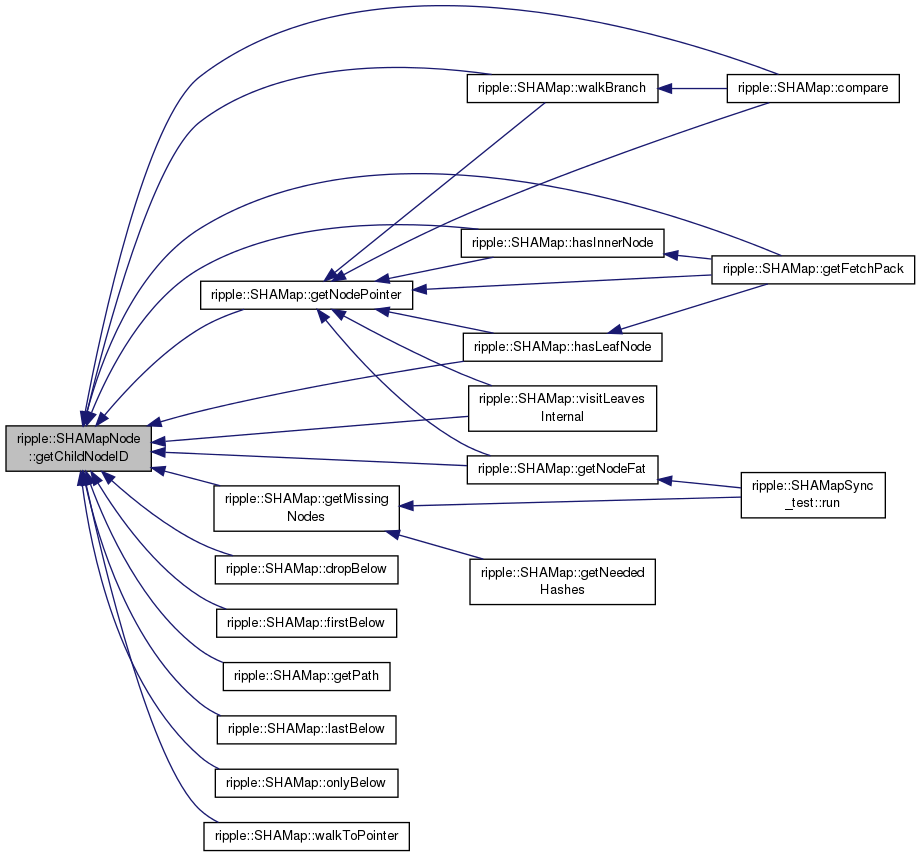 ripple::SHAMap::walkBranch
ripple::SHAMap::compare
ripple::SHAMap::hasInnerNode
ripple::SHAMap::getFetchPack
ripple::SHAMap::getNodePointer
ripple::SHAMap::hasLeafNode
ripple::SHAMap::visitLeaves
Internal
ripple::SHAMapNode
::getChildNodeID
ripple::SHAMap::getNodeFat
ripple::SHAMapSync
_test::run
ripple::SHAMap::getMissing
Nodes
ripple::SHAMap::dropBelow
ripple::SHAMap::getNeeded
Hashes
ripple::SHAMap::firstBelow
ripple::SHAMap::getPath
ripple::SHAMap::lastBelow
ripple::SHAMap::onlyBelow
ripple::SHAMap::walkToPointer